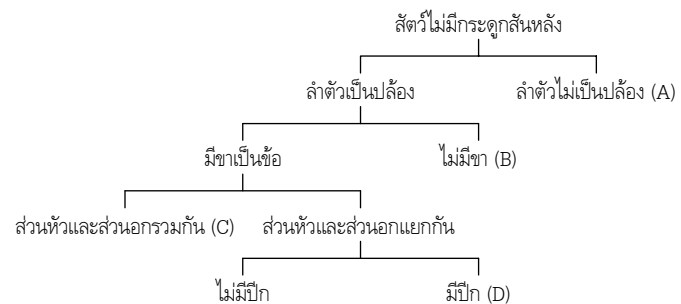 สัตว์ไม่มีกระดูกสันหลัง
ลำตัวเป็นปล้อง ลำตัวไม่เป็นปล้อง (A)
มีขาเป็นข้อ ไม่มีขา (B)
ส่วนหัวและส่วนอกรวมกัน (C) ส่วนหัวและส่วนอกแยกกัน
ไม่มีปีก มีปีก (D)